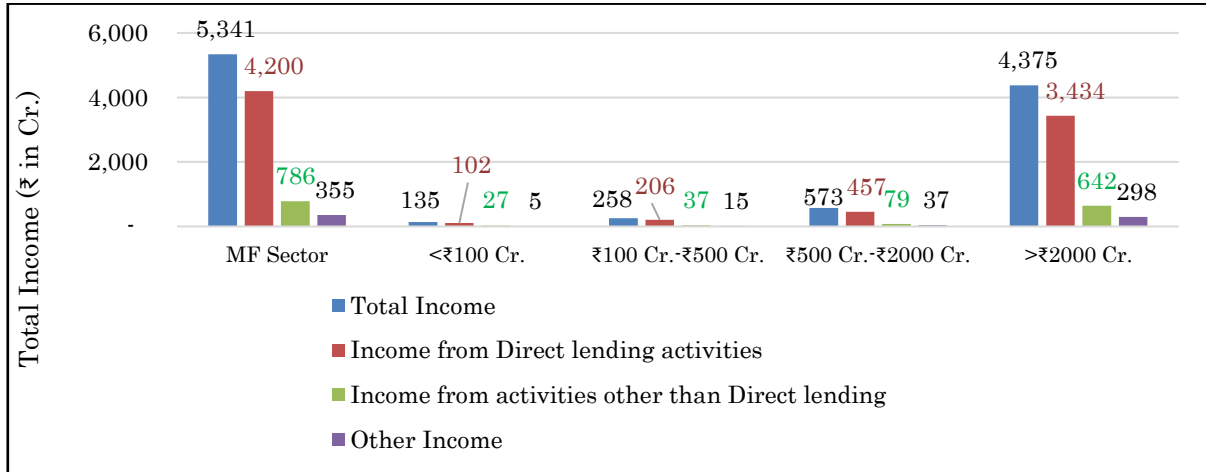 Total Income (₹ in Cr.)
6,000
4,000
2,000
-
5,341
4,200
786
355
135
102
27
5
258
206
37
15
573
457
79
37
4,375
3,434
642
298
MF Sector
<₹100 Cr.
₹100 Cr.-₹500 Cr.
₹500 Cr.-₹2000 Cr.
>₹2000 Cr.
Total Income
Income from Direct lending activities
Income from activities other than Direct lending
Other Income